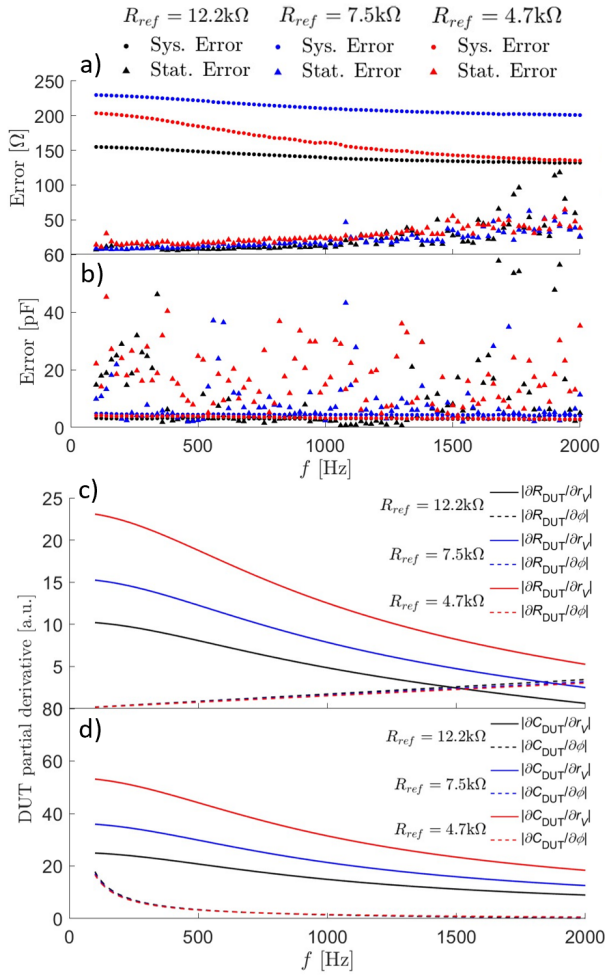 R_ref = 12.2kΩ R_ref = 7.5kΩ R_ref = 4.7kΩ
Sys. Error Sys. Error Sys. Error
Stat. Error Stat. Error Stat. Error
a)
250
200
150
100
50
60
Error [Ω]
b)
40
20
0
Error [pF]
0 500 1000 1500 2000
f [Hz]
c)
25
20
15
10
5
80
R_ref = 12.2kΩ
|∂R_DUT/∂r_V|
|∂R_DUT/∂ϕ|
R_ref = 7.5kΩ
|∂R_DUT/∂r_V|
|∂R_DUT/∂ϕ|
R_ref = 4.7kΩ
|∂R_DUT/∂r_V|
|∂R_DUT/∂ϕ|
DUT partial derivative [a.u.]
d)
60
40
20
0
R_ref = 12.2kΩ
|∂C_DUT/∂r_V|
|∂C_DUT/∂ϕ|
R_ref = 7.5kΩ
|∂C_DUT/∂r_V|
|∂C_DUT/∂ϕ|
R_ref = 4.7kΩ
|∂C_DUT/∂r_V|
|∂C_DUT/∂ϕ|
0 500 1000 1500 2000
f [Hz]